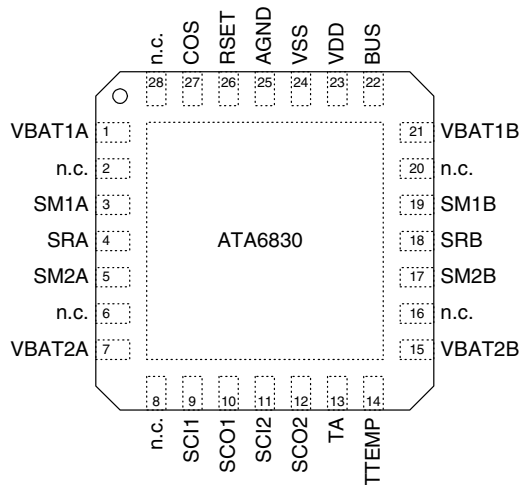 n.c.
COS
RSET
AGND
VSS
VDD
BUS
28 27 26 25 24 23 22
VBAT1A 1 21 VBAT1B
n.c. 2 20 n.c.
SM1A 3 19 SM1B
SRA 4 ATA6830 18 SRB
SM2A 5 17 SM2B
n.c. 6 16 n.c.
VBAT2A 7 15 VBAT2B
8 9 10 11 12 13 14
n.c.
SCI1
SCO1
SCI2
SCO2
TA
TTEMP